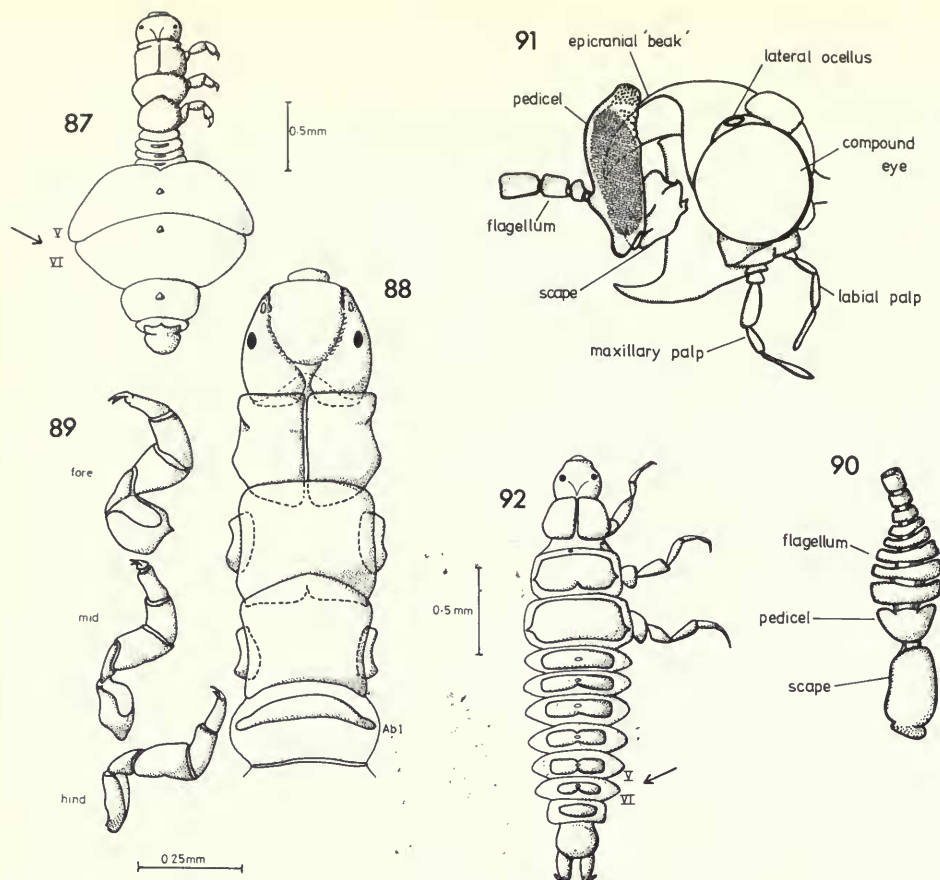 87
0·5mm
V
VI
88
Ab1
89
fore
mid
hind
0·25mm
91
epicranial 'beak'
pedicel
flagellum
scape
lateral ocellus
compound
eye
labial palp
maxillary palp
92
0·5mm
V
VI
90
flagellum
pedicel
scape